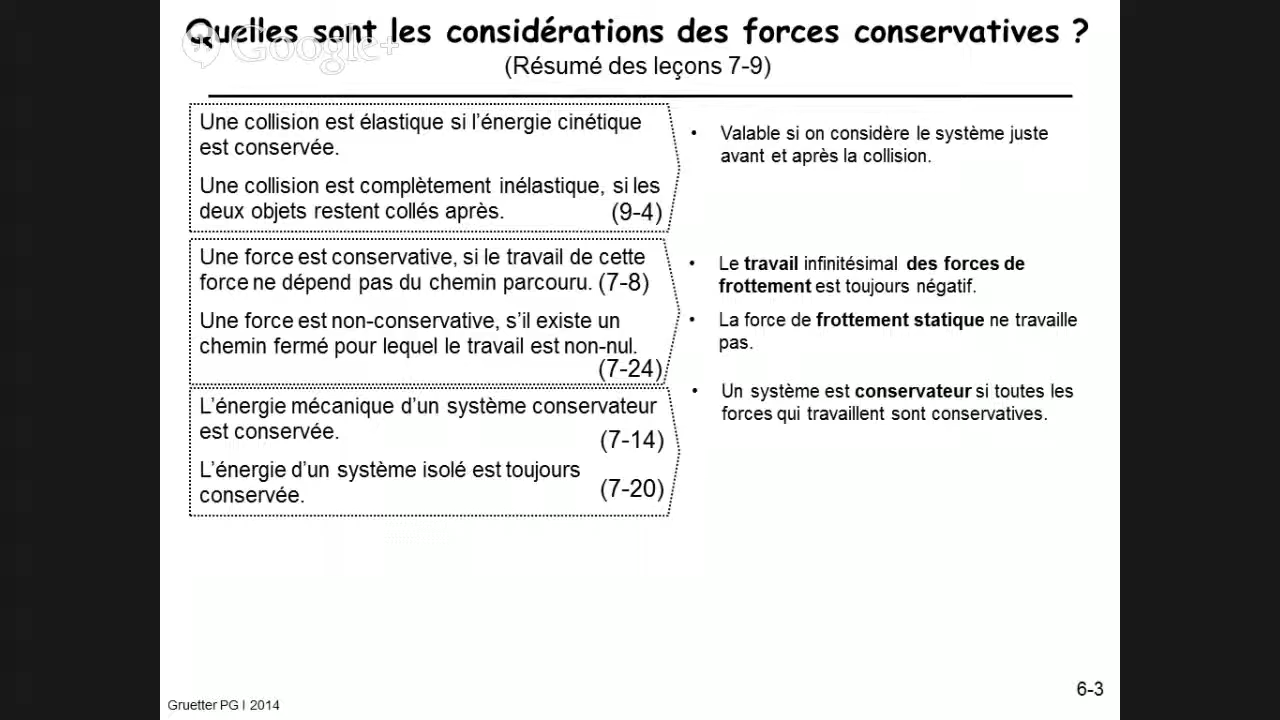 Quelles sont les considérations des forces conservatives ?
Google+
(Résumé des leçons 7-9)
Une collision est élastique si l’énergie cinétique
est conservée.
Une collision est complètement inélastique, si les
deux objets restent collés après. (9-4)
• Valable si on considère le système juste
avant et après la collision.
Une force est conservative, si le travail de cette
force ne dépend pas du chemin parcouru. (7-8)
Une force est non-conservative, s’il existe un
chemin fermé pour lequel le travail est non-nul.
(7-24)
• Le travail infinitésimal des forces de
frottement est toujours négatif.
• La force de frottement statique ne travaille
pas.
L’énergie mécanique d’un système conservateur
est conservée. (7-14)
L’énergie d’un système isolé est toujours
conservée. (7-20)
• Un système est conservateur si toutes les
forces qui travaillent sont conservatives.
Gruetter PG I 2014
6-3